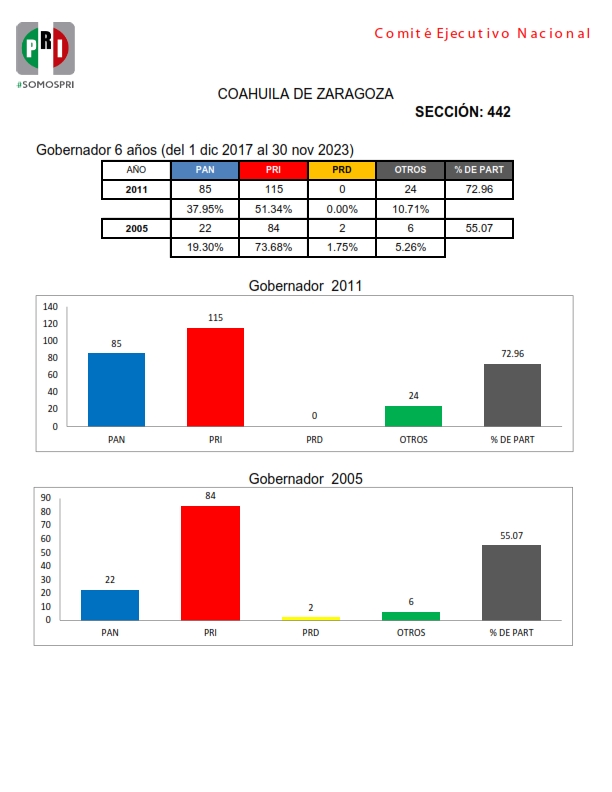 Comité Ejecutivo Nacional
PRI
#SOMOSPRI
COAHUILA DE ZARAGOZA
SECCIÓN: 442
Gobernador 6 años (del 1 dic 2017 al 30 nov 2023)
AÑO PAN PRI PRD OTROS % DE PART
2011 85 115 0 24 72.96
37.95% 51.34% 0.00% 10.71%
2005 22 84 2 6 55.07
19.30% 73.68% 1.75% 5.26%
Gobernador 2011
140
120
100
80
60
40
20
0
85 115 0 24 72.96
PAN PRI PRD OTROS % DE PART
Gobernador 2005
90
80
70
60
50
40
30
20
10
0
22 84 2 6 55.07
PAN PRI PRD OTROS % DE PART